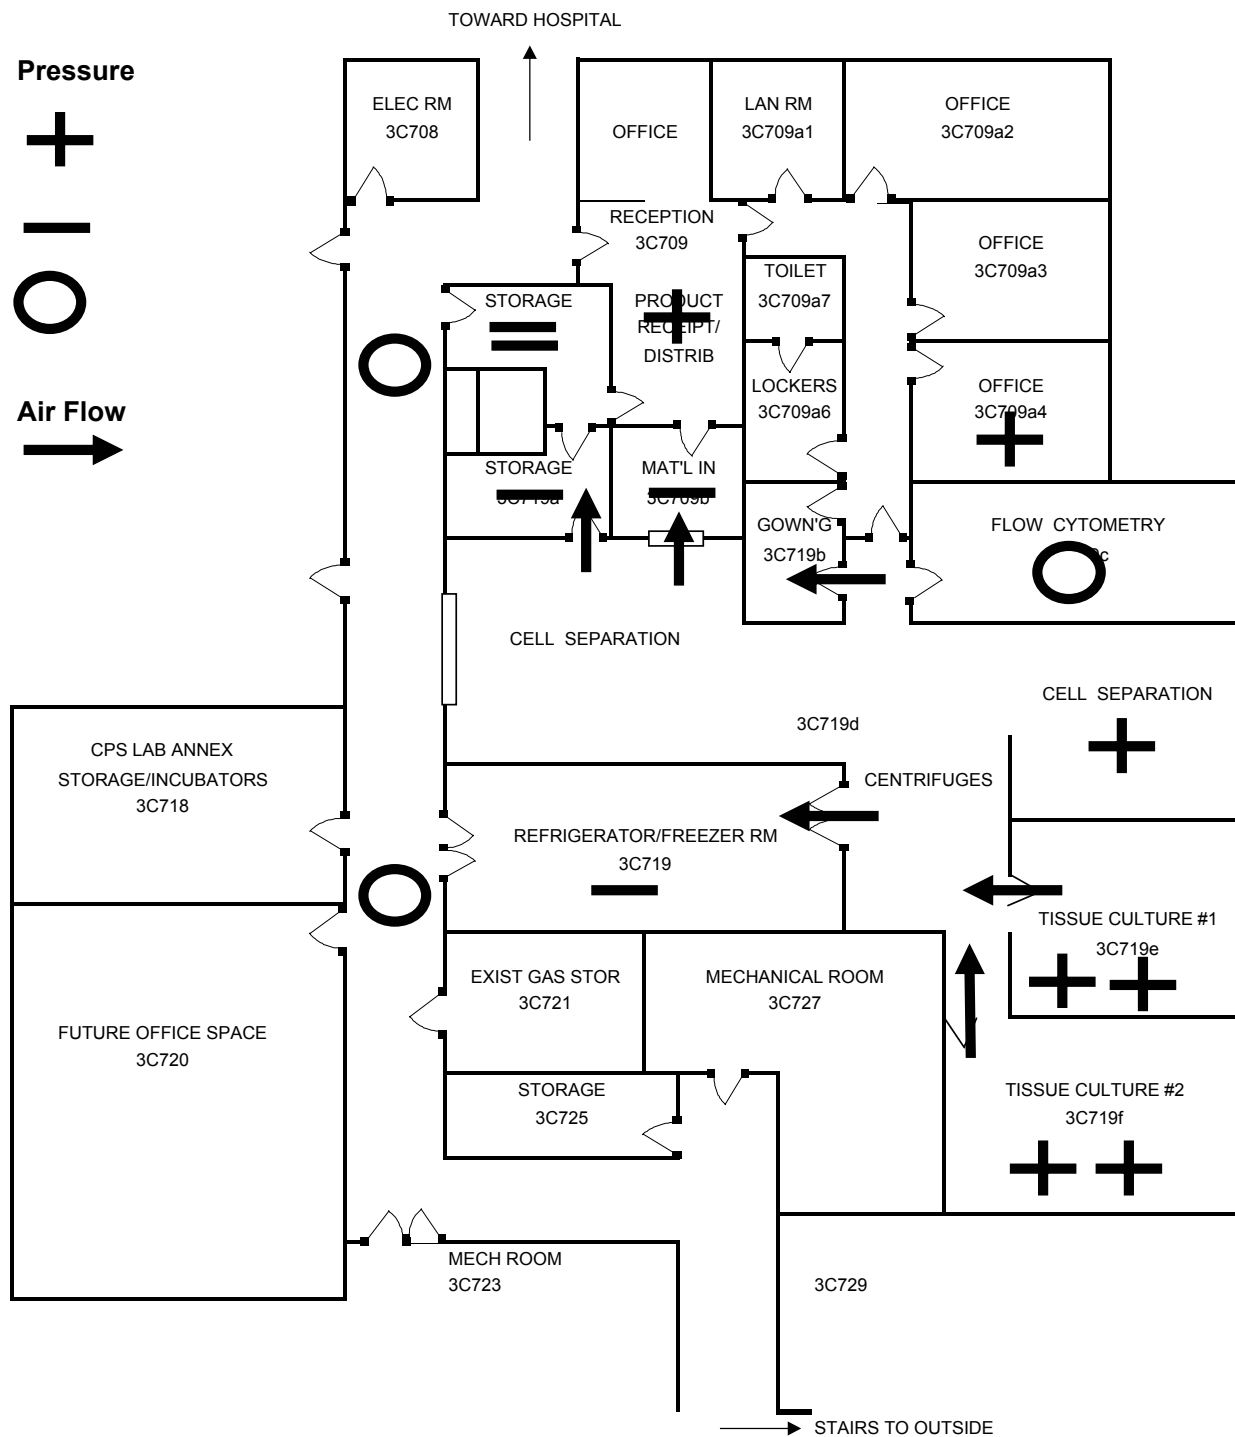 TOWARD HOSPITAL
Pressure
ELEC RM
3C708
OFFICE
LAN RM
3C709a1
OFFICE
3C709a2
RECEPTION
3C709
OFFICE
3C709a3
TOILET
3C709a7
STORAGE
PRODUCT
RECEIPT/
DISTRIB
LOCKERS
3C709a6
OFFICE
3C709a4
Air Flow
STORAGE
3C719a
MAT'L IN
3C709b
GOWN'G
3C719b
FLOW CYTOMETRY
CELL SEPARATION
CELL SEPARATION
3C719d
CPS LAB ANNEX
STORAGE/INCUBATORS
3C718
CENTRIFUGES
REFRIGERATOR/FREEZER RM
3C719
TISSUE CULTURE #1
3C719e
EXIST GAS STOR
3C721
MECHANICAL ROOM
3C727
FUTURE OFFICE SPACE
3C720
STORAGE
3C725
TISSUE CULTURE #2
3C719f
MECH ROOM
3C723
3C729
STAIRS TO OUTSIDE